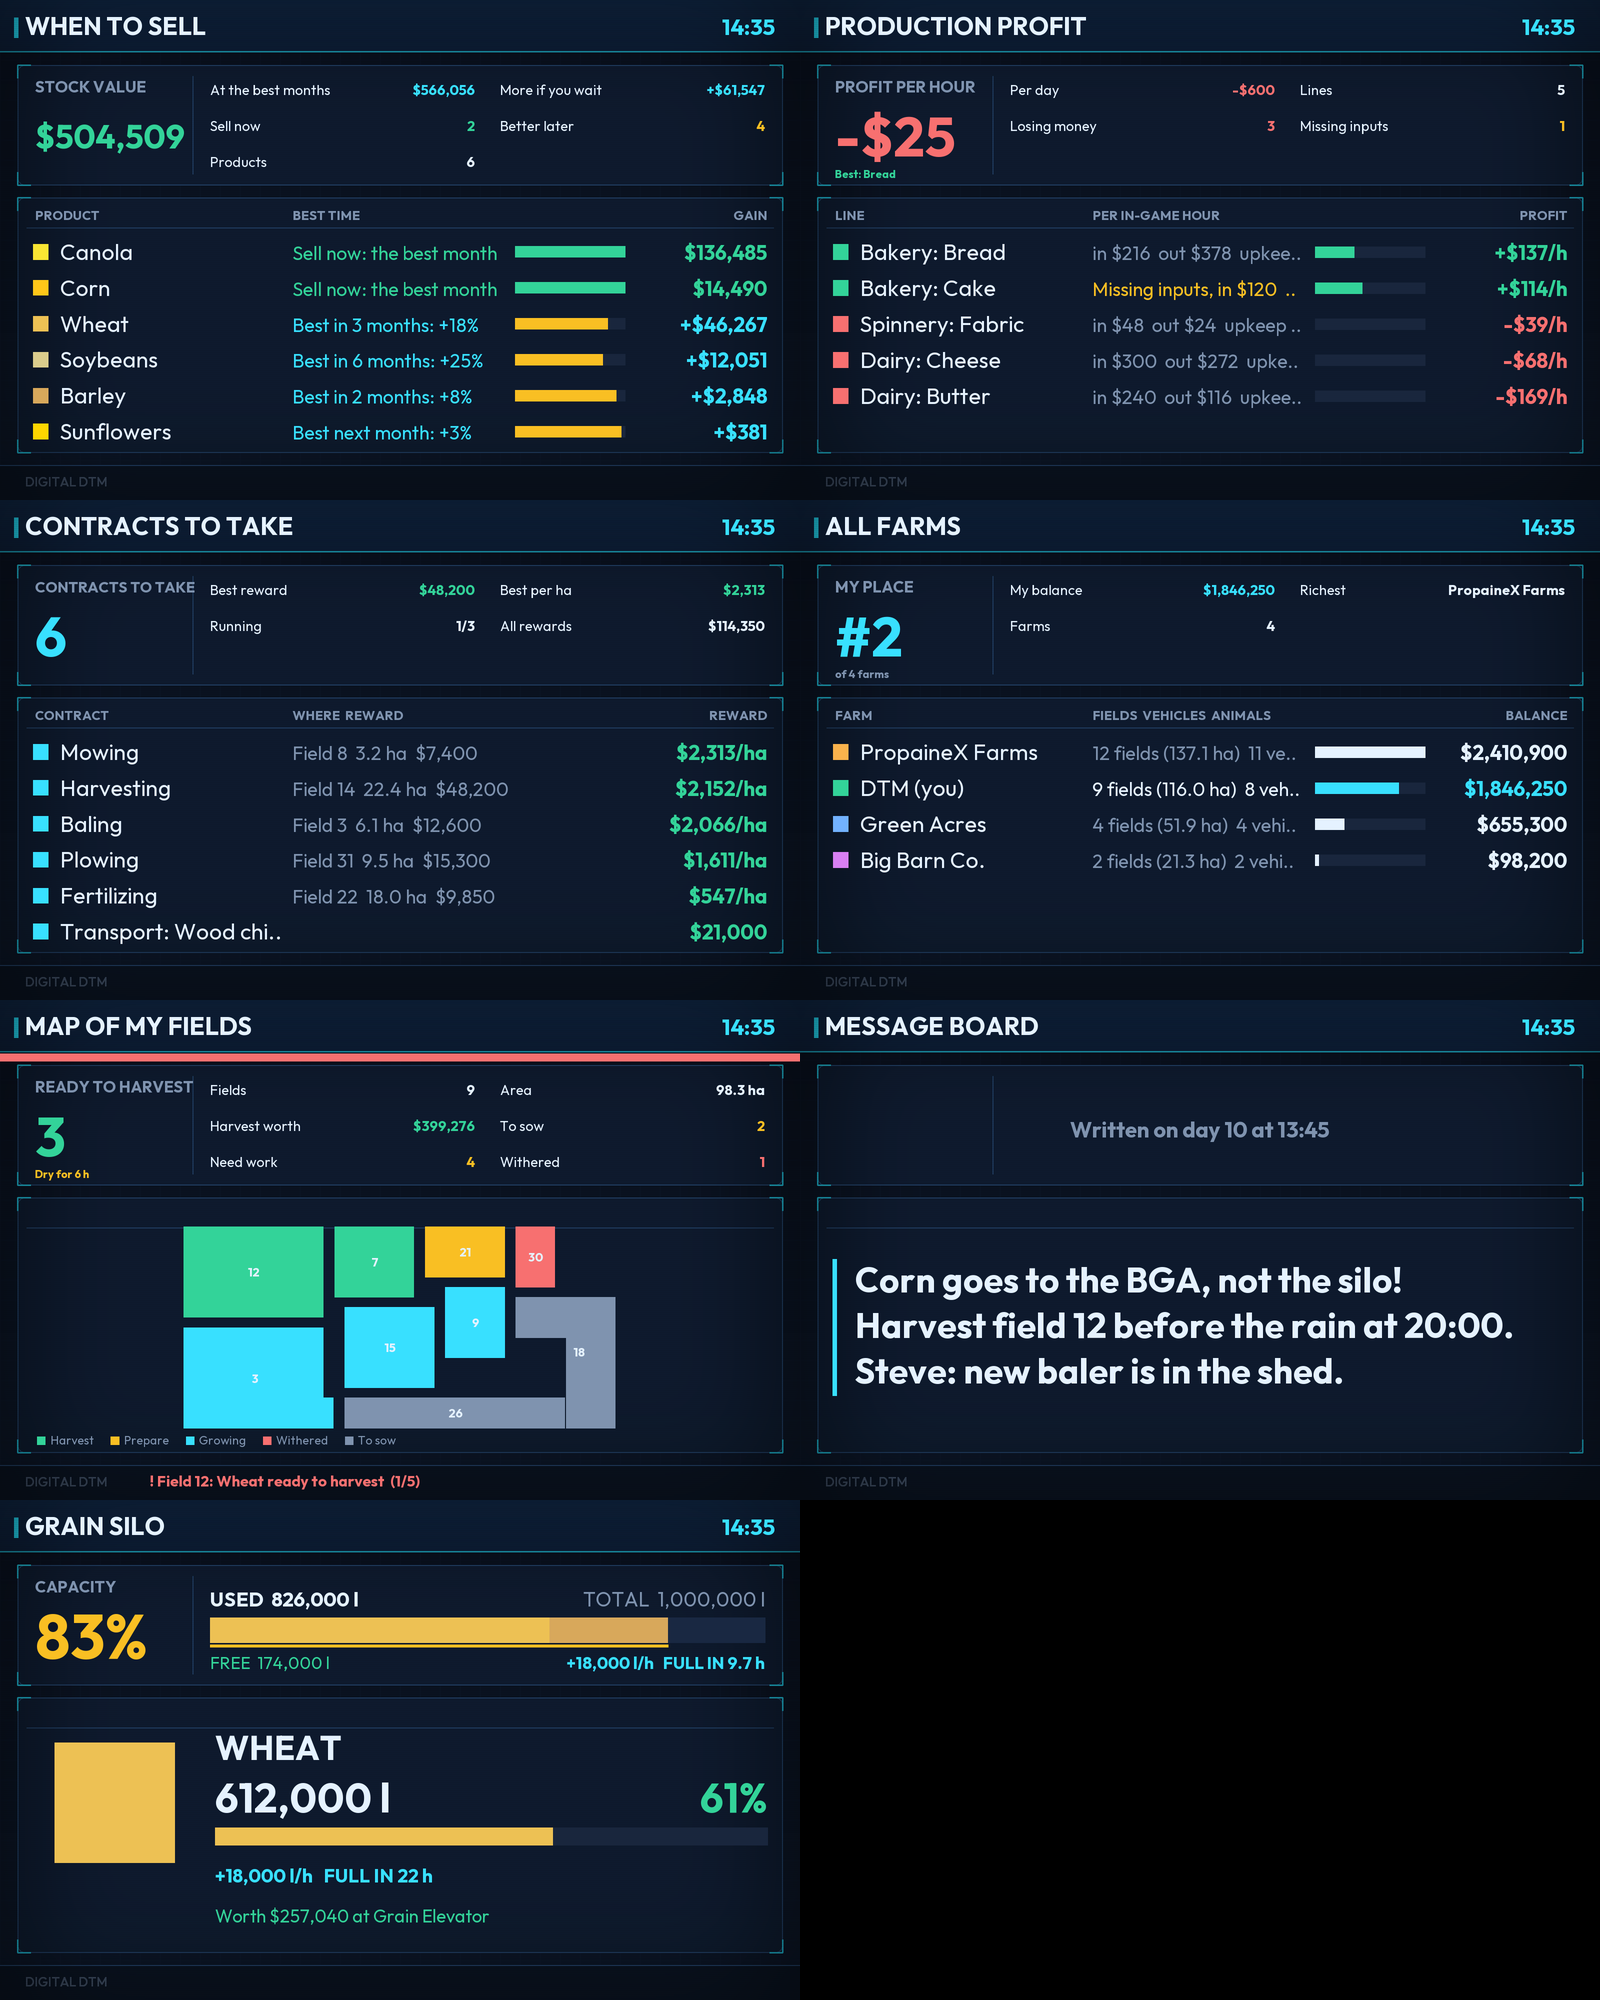 WHEN TO SELL 14:35
STOCK VALUE
$504,509
At the best months $566,056 More if you wait +$61,547
Sell now 2 Better later 4
Products 6
PRODUCT BEST TIME GAIN
Canola Sell now: the best month $136,485
Corn Sell now: the best month $14,490
Wheat Best in 3 months: +18% +$46,267
Soybeans Best in 6 months: +25% +$12,051
Barley Best in 2 months: +8% +$2,848
Sunflowers Best next month: +3% +$381
DIGITAL DTM
PRODUCTION PROFIT 14:35
PROFIT PER HOUR
-$25
Best: Bread
Per day -$600 Lines 5
Losing money 3 Missing inputs 1
LINE PER IN-GAME HOUR PROFIT
Bakery: Bread in $216 out $378 upkee.. +$137/h
Bakery: Cake Missing inputs, in $120 .. +$114/h
Spinnery: Fabric in $48 out $24 upkeep .. -$39/h
Dairy: Cheese in $300 out $272 upke.. -$68/h
Dairy: Butter in $240 out $116 upkee.. -$169/h
DIGITAL DTM
CONTRACTS TO TAKE 14:35
CONTRACTS TO TAKE
6
Best reward $48,200 Best per ha $2,313
Running 1/3 All rewards $114,350
CONTRACT WHERE REWARD REWARD
Mowing Field 8 3.2 ha $7,400 $2,313/ha
Harvesting Field 14 22.4 ha $48,200 $2,152/ha
Baling Field 3 6.1 ha $12,600 $2,066/ha
Plowing Field 31 9.5 ha $15,300 $1,611/ha
Fertilizing Field 22 18.0 ha $9,850 $547/ha
Transport: Wood chi.. $21,000
DIGITAL DTM
ALL FARMS 14:35
MY PLACE
#2
of 4 farms
My balance $1,846,250 Richest PropaineX Farms
Farms 4
FARM FIELDS VEHICLES ANIMALS BALANCE
PropaineX Farms 12 fields (137.1 ha) 11 ve.. $2,410,900
DTM (you) 9 fields (116.0 ha) 8 veh.. $1,846,250
Green Acres 4 fields (51.9 ha) 4 vehi.. $655,300
Big Barn Co. 2 fields (21.3 ha) 2 vehi.. $98,200
DIGITAL DTM
MAP OF MY FIELDS 14:35
READY TO HARVEST
3
Dry for 6 h
Fields 9 Area 98.3 ha
Harvest worth $399,276 To sow 2
Need work 4 Withered 1
12 7 21 30
15 9 18
3 26
Harvest Prepare Growing Withered To sow
DIGITAL DTM ! Field 12: Wheat ready to harvest (1/5)
MESSAGE BOARD 14:35
Written on day 10 at 13:45
Corn goes to the BGA, not the silo!
Harvest field 12 before the rain at 20:00.
Steve: new baler is in the shed.
DIGITAL DTM
GRAIN SILO 14:35
CAPACITY
83%
USED 826,000 l TOTAL 1,000,000 l
FREE 174,000 l +18,000 l/h FULL IN 9.7 h
WHEAT
612,000 l 61%
+18,000 l/h FULL IN 22 h
Worth $257,040 at Grain Elevator
DIGITAL DTM